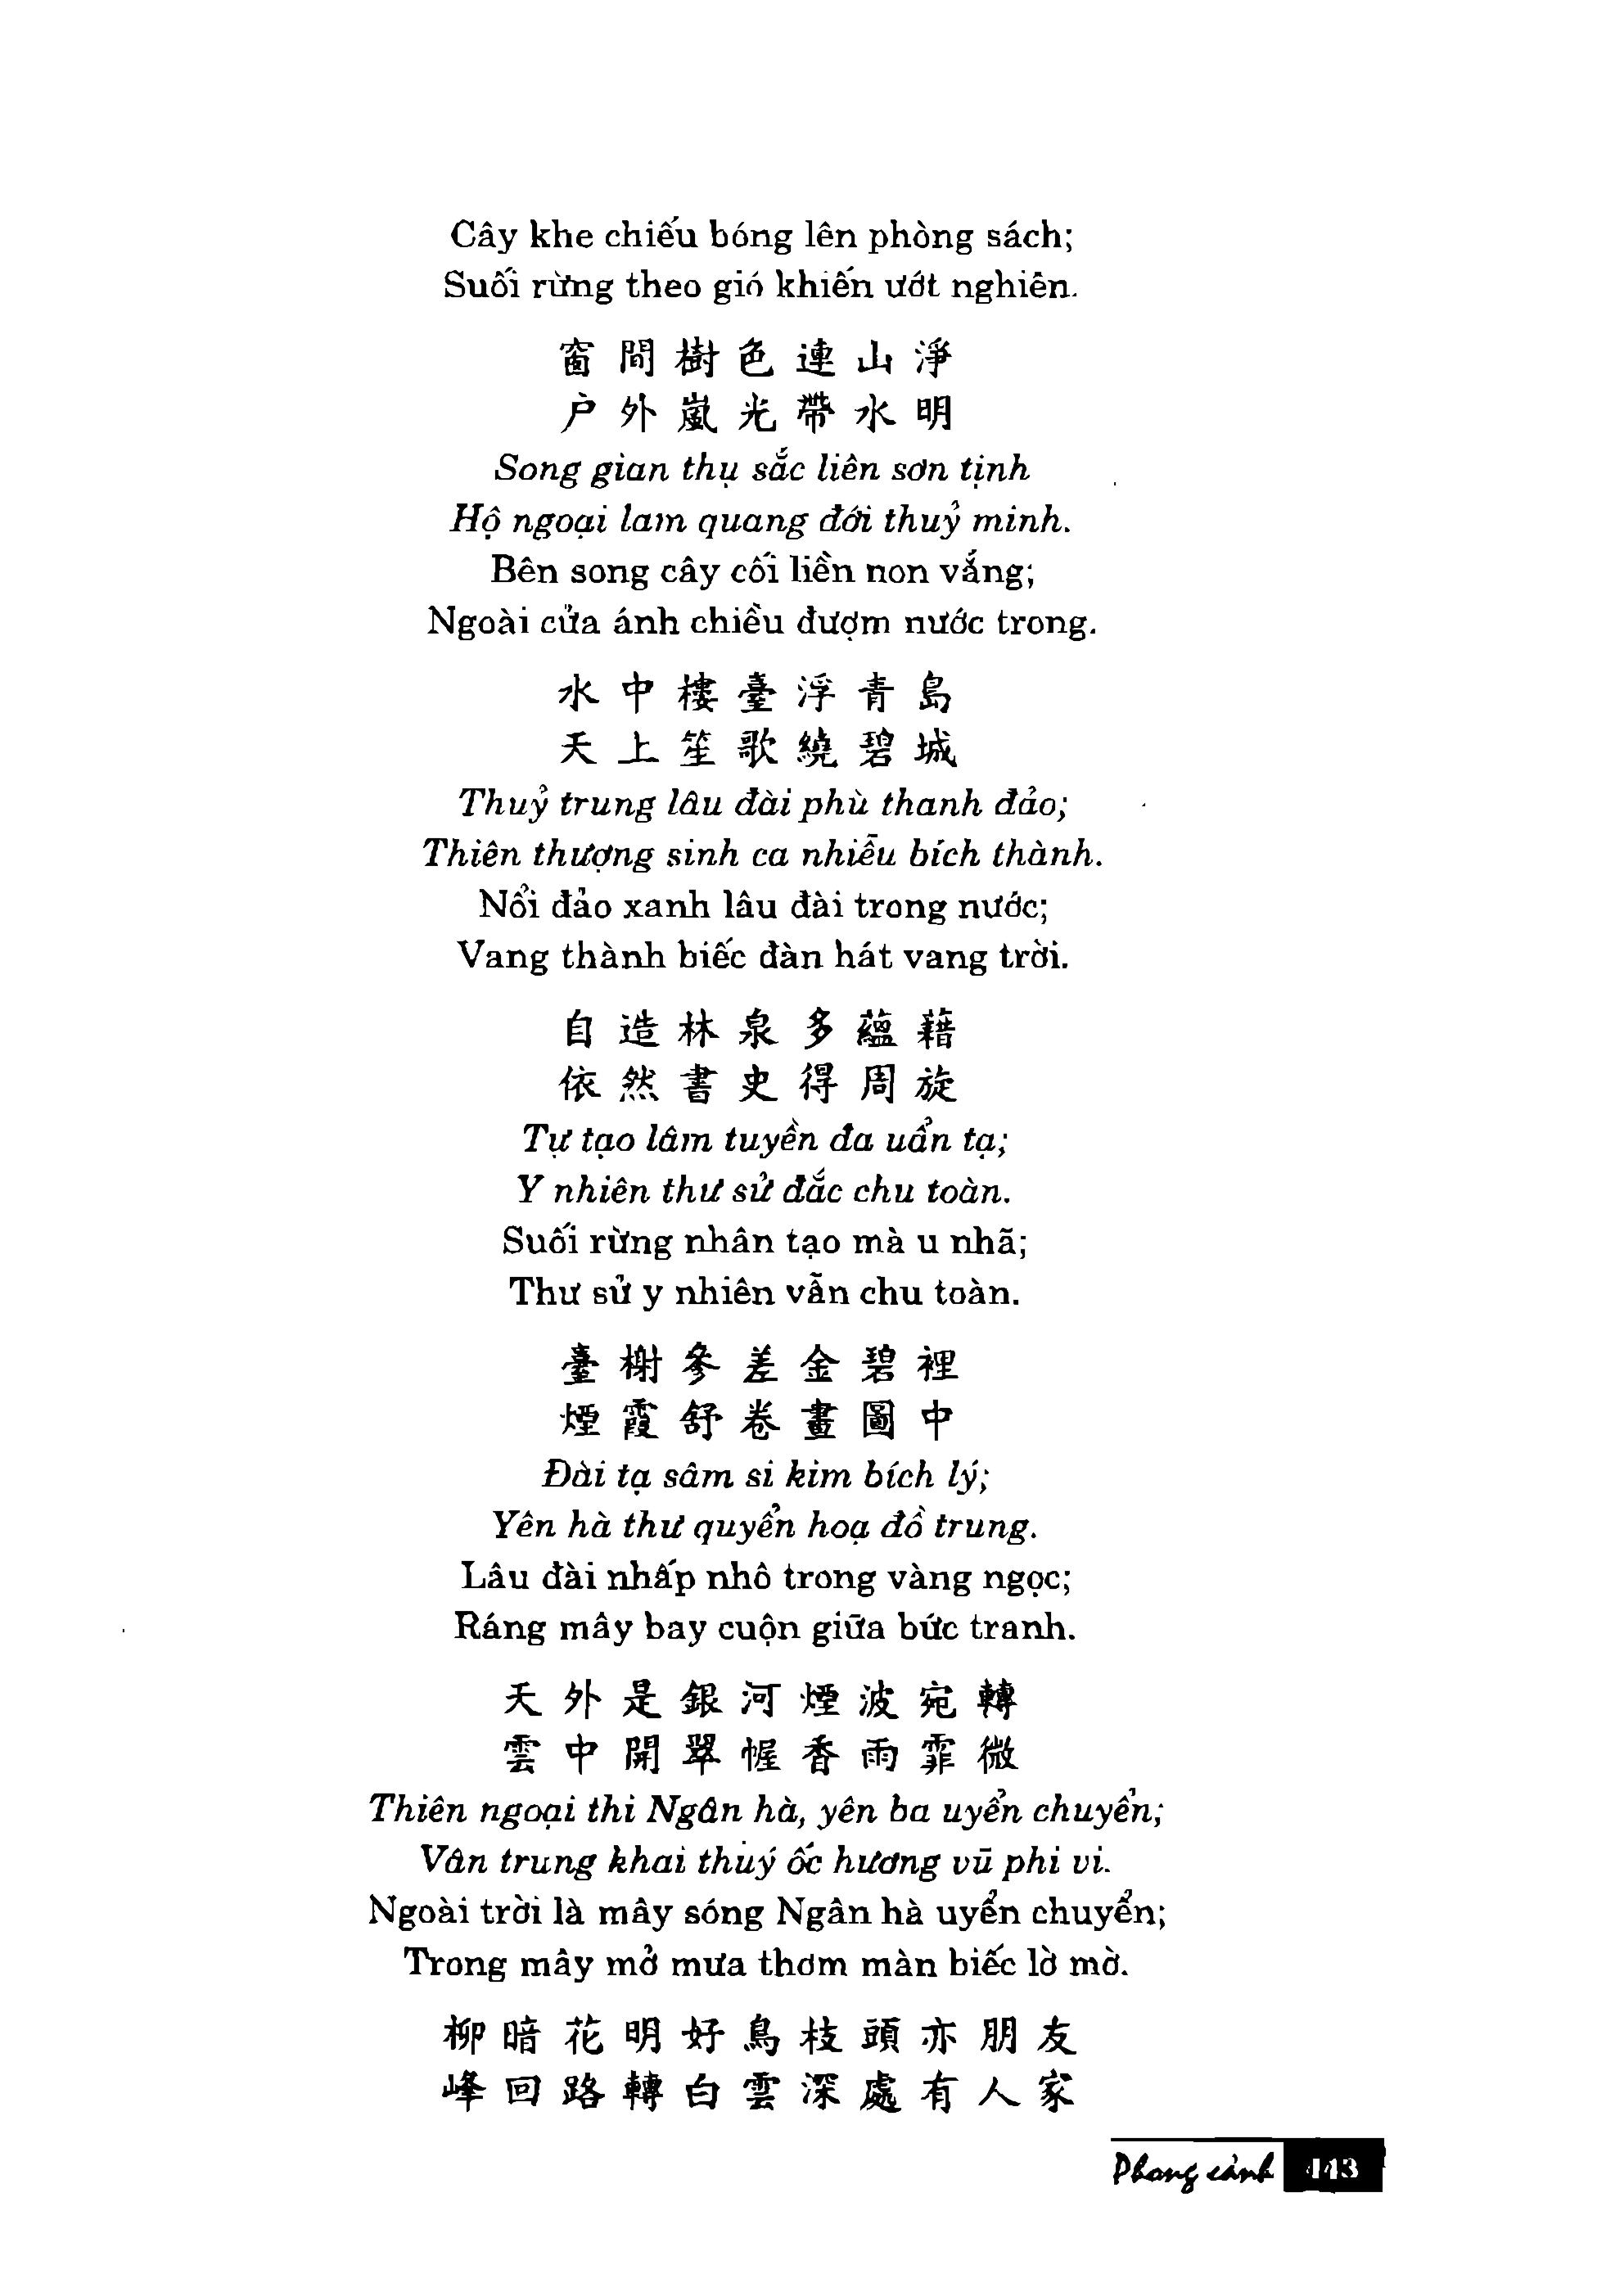 Cây khe chiếu bóng lên phòng sách;
Suối rừng theo gió khiến ướt nghiên.
窗間樹色連山淨
户外嵐光帶水明
Song gian thụ sắc liên sơn tịnh
Hộ ngoại lam quang đới thuỷ minh.
Bên song cây cối liền non vắng;
Ngoài cửa ánh chiều đượm nước trong.
水中樓臺浮青島
天上笙歌繞碧城
Thuỷ trung lâu đài phù thanh đảo;
Thiên thượng sinh ca nhiễu bích thành.
Nổi đảo xanh lâu đài trong nước;
Vang thành biếc đàn hát vang trời.
自造林泉多蘊藉
依然書史得周旋
Tự tạo lâm tuyền đa uẩn tạ;
Y nhiên thư sử đắc chu toàn.
Suối rừng nhân tạo mà u nhã;
Thư sử y nhiên vẫn chu toàn.
臺榭參差金碧裡
煙霞舒卷畫圖中
Đài tạ sâm si kim bích lý;
Yên hà thư quyển hoạ đồ trung.
Lâu đài nhấp nhô trong vàng ngọc;
Ráng mây bay cuộn giữa bức tranh.
天外是銀河煙波宛轉
雲中開翠幄香雨霏微
Thiên ngoại thi Ngân hà, yên ba uyển chuyển;
Vân trung khai thuý ốc hương vũ phi vi.
Ngoài trời là mây sóng Ngân hà uyển chuyển;
Trong mây mở mưa thơm màn biếc lờ mờ.
柳暗花明好鳥枝頭亦朋友
峰回路轉白雲深處有人家
Phong cảnh 443